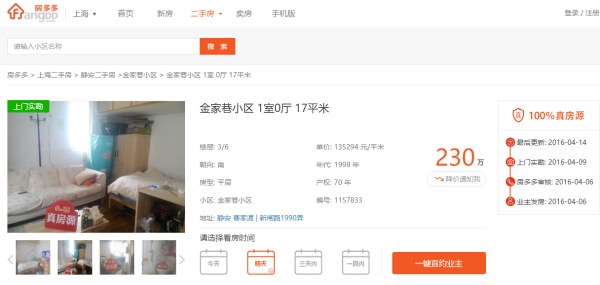 房多多
Fangdd
上海
首页
新房
二手房
卖房
手机版
登录 / 注册
请输入小区名称
搜 索
房多多 > 上海二手房 > 静安二手房 > 金家巷小区 > 金家巷小区 1室 0厅 17平米
上门实勘
真房源
金家巷小区 1室0厅 17平米
楼层: 3/6
单价: 135294 元/平米
朝向: 南
年代: 1998 年
房型: 平层
产权: 70 年
小区: 金家巷小区
编号: 1157833
地址: 静安 曹家渡 | 新闸路1990弄
230 万
降价通知我
请选择看房时间
今天
明天
三天内
一周内
一键直约业主
100%真房源
最后更新: 2016-04-14
上门实勘: 2016-04-09
房多多审核: 2016-04-06
业主发房: 2016-04-06